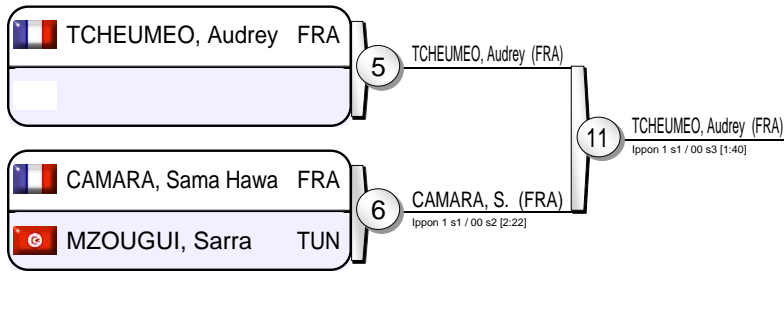 TCHEUMEO, Audrey FRA
5
TCHEUMEO, Audrey (FRA)
11
TCHEUMEO, Audrey (FRA)
Ippon 1 s1 / 00 s3 [1:40]
CAMARA, Sama Hawa FRA
6
CAMARA, S. (FRA)
Ippon 1 s1 / 00 s2 [2:22]
MZOUGUI, Sarra TUN